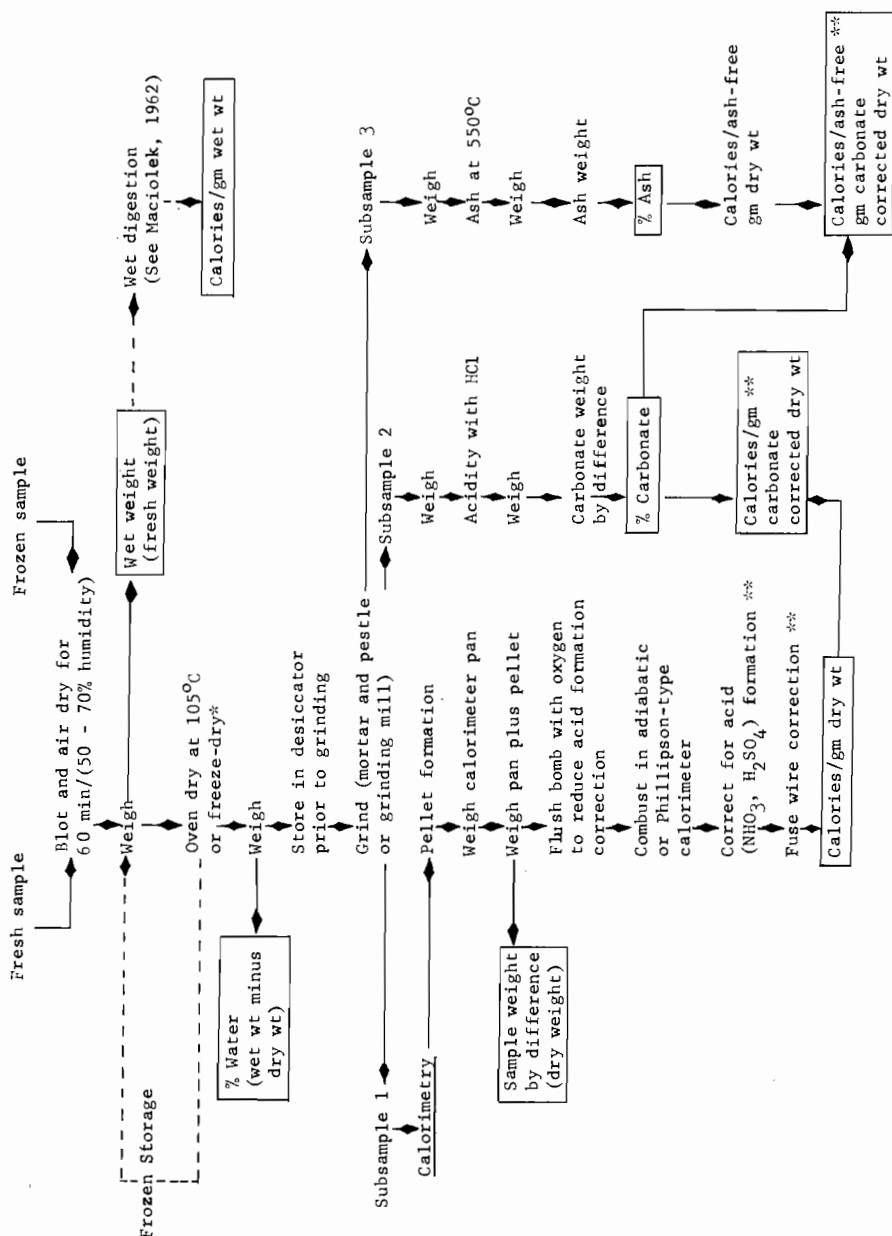 Fresh sample
Frozen sample
Blot and air dry for
60 min/(50 - 70% humidity)
Weigh
Wet weight
(fresh weight)
Wet digestion
(See Maciolek, 1962)
Calories/gm wet wt
Frozen Storage
Oven dry at 105°C
or freeze-dry*
Weigh
% Water
(wet wt minus
dry wt)
Store in desiccator
prior to grinding
Grind (mortar and pestle
or grinding mill)
Subsample 1
Calorimetry
Pellet formation
Weigh calorimeter pan
Weigh pan plus pellet
Sample weight
by difference
(dry weight)
Flush bomb with oxygen
to reduce acid formation
correction
Combust in adiabatic
or Phillipson-type
calorimeter
Correct for acid
(NHO3, H2SO4) formation **
Fuse wire correction **
Calories/gm dry wt
Subsample 2
Weigh
Acidity with HCl
Weigh
Carbonate weight
by difference
% Carbonate
Calories/gm **
carbonate
corrected dry wt
Subsample 3
Weigh
Ash at 550°C
Weigh
Ash weight
% Ash
Calories/ash-free
gm dry wt
Calories/ash-free **
gm carbonate
corrected dry wt